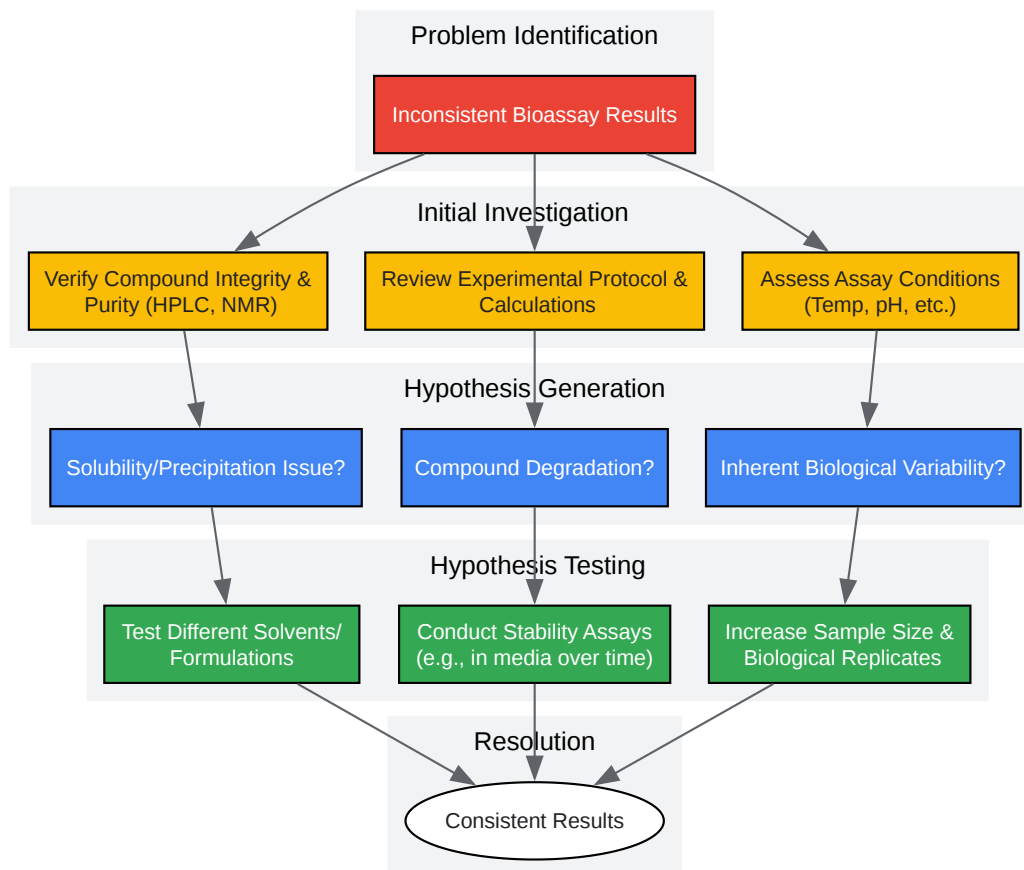 Problem Identification
Inconsistent Bioassay Results
Initial Investigation
Verify Compound Integrity &
Purity (HPLC, NMR)
Review Experimental Protocol &
Calculations
Assess Assay Conditions
(Temp, pH, etc.)
Hypothesis Generation
Solubility/Precipitation Issue?
Compound Degradation?
Inherent Biological Variability?
Hypothesis Testing
Test Different Solvents/
Formulations
Conduct Stability Assays
(e.g., in media over time)
Increase Sample Size &
Biological Replicates
Resolution
Consistent Results